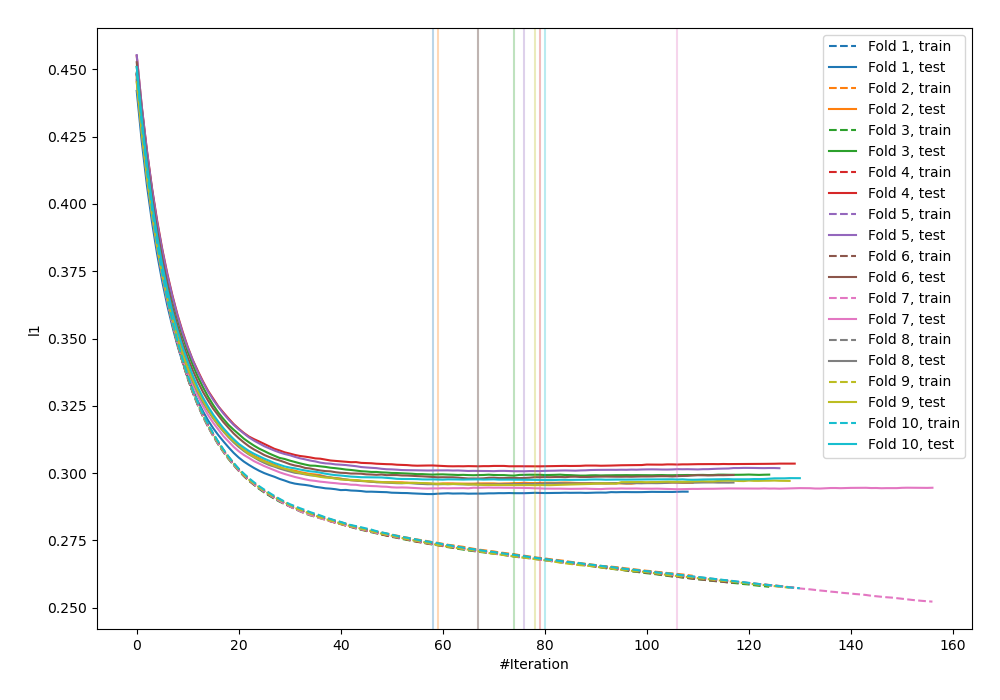 0.450
0.425
0.400
0.375
0.350
0.325
0.300
0.275
0.250
l1
0 20 40 60 80 100 120 140 160
#Iteration
Fold 1, train
Fold 1, test
Fold 2, train
Fold 2, test
Fold 3, train
Fold 3, test
Fold 4, train
Fold 4, test
Fold 5, train
Fold 5, test
Fold 6, train
Fold 6, test
Fold 7, train
Fold 7, test
Fold 8, train
Fold 8, test
Fold 9, train
Fold 9, test
Fold 10, train
Fold 10, test